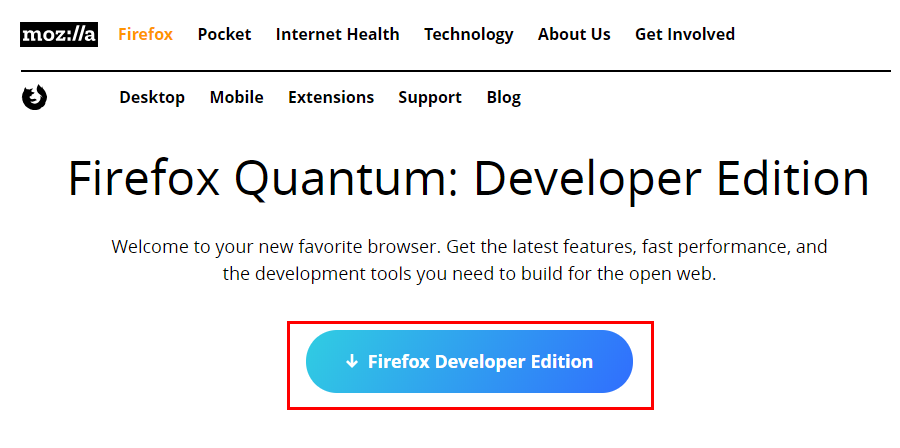 moz://a Firefox Pocket Internet Health Technology About Us Get Involved
Desktop Mobile Extensions Support Blog
Firefox Quantum: Developer Edition
Welcome to your new favorite browser. Get the latest features, fast performance, and
the development tools you need to build for the open web.
↓ Firefox Developer Edition